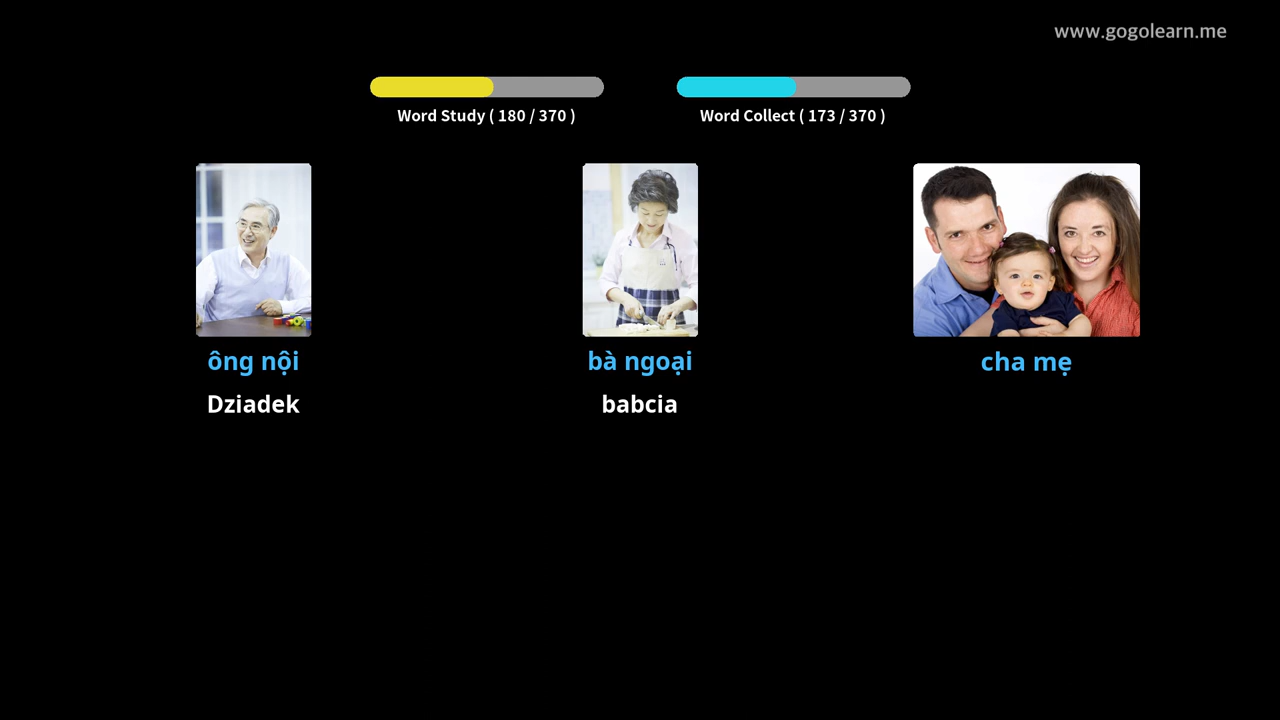 www.gogolearn.me
Word Study ( 180 / 370 )
Word Collect ( 173 / 370 )
ông nội
bà ngoại
cha mẹ
Dziadek
babcia